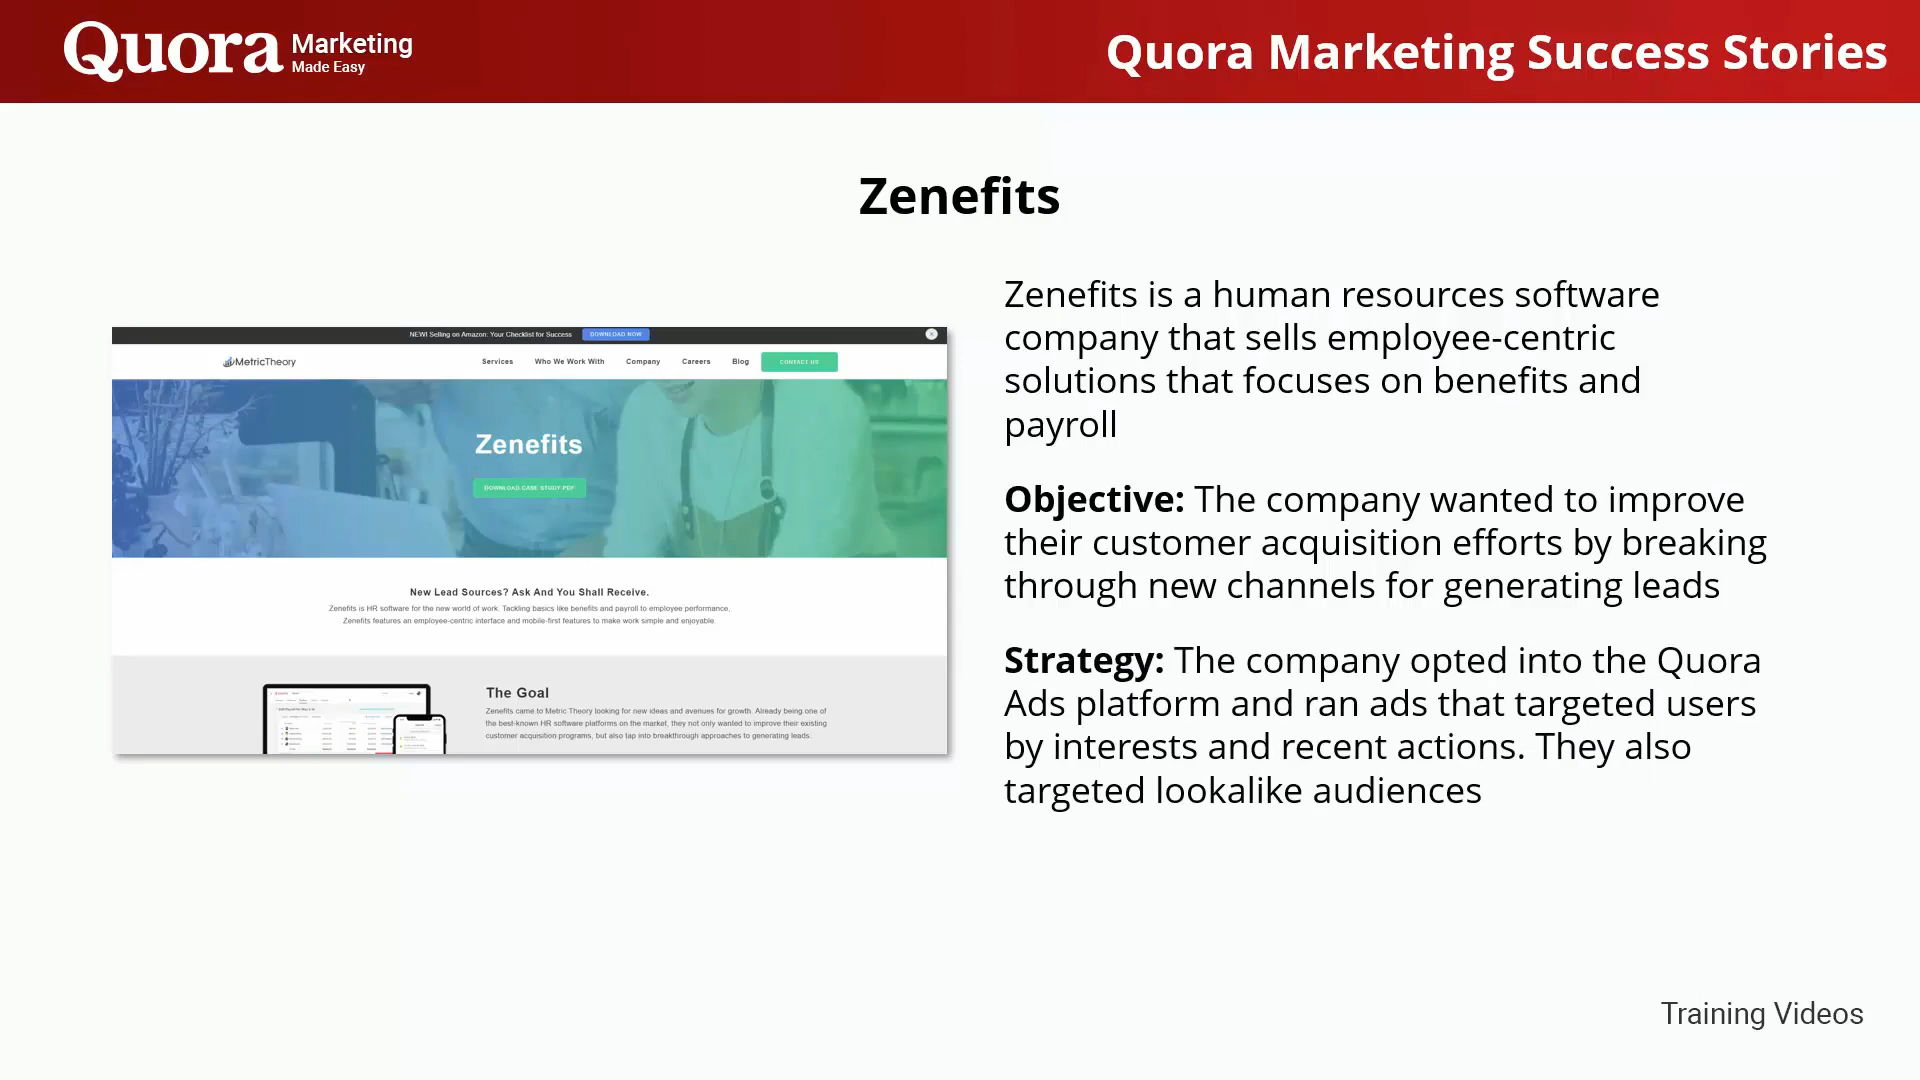 Quora Marketing
Made Easy
Quora Marketing Success Stories
Zenefits
NEW! Selling on Amazon: Your Checklist for Success DOWNLOAD NOW
MetricTheory Services Who We Work With Company Careers Blog CONTACT US
Zenefits
DOWNLOAD CASE STUDY PDF
New Lead Sources? Ask And You Shall Receive.
Zenefits is HR software for the new world of work. Tackling basics like benefits and payroll to employee performance,
Zenefits features an employee-centric interface and mobile-first features to make work simple and enjoyable.
The Goal
Zenefits came to Metric Theory looking for new ideas and avenues for growth. Already being one of
the best-known HR software platforms on the market, they not only wanted to improve their existing
customer acquisition programs, but also tap into breakthrough approaches to generating leads.
Zenefits is a human resources software
company that sells employee-centric
solutions that focuses on benefits and
payroll
Objective: The company wanted to improve
their customer acquisition efforts by breaking
through new channels for generating leads
Strategy: The company opted into the Quora
Ads platform and ran ads that targeted users
by interests and recent actions. They also
targeted lookalike audiences
Training Videos